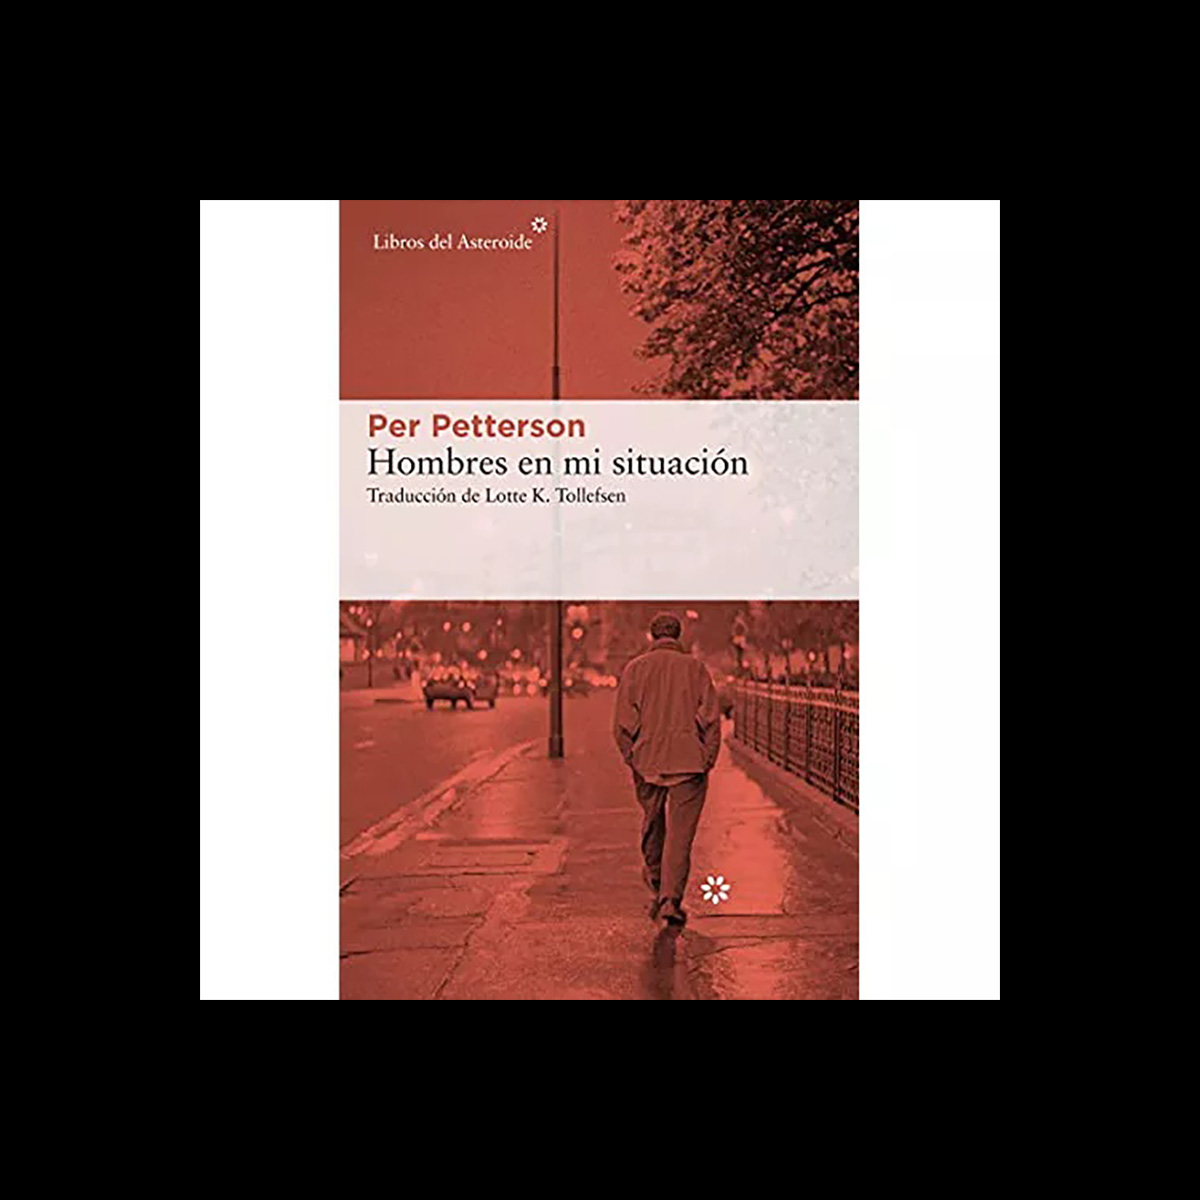 Libros del Asteroide
Per Petterson
Hombres en mi situación
Traducción de Lotte K. Tollefsen